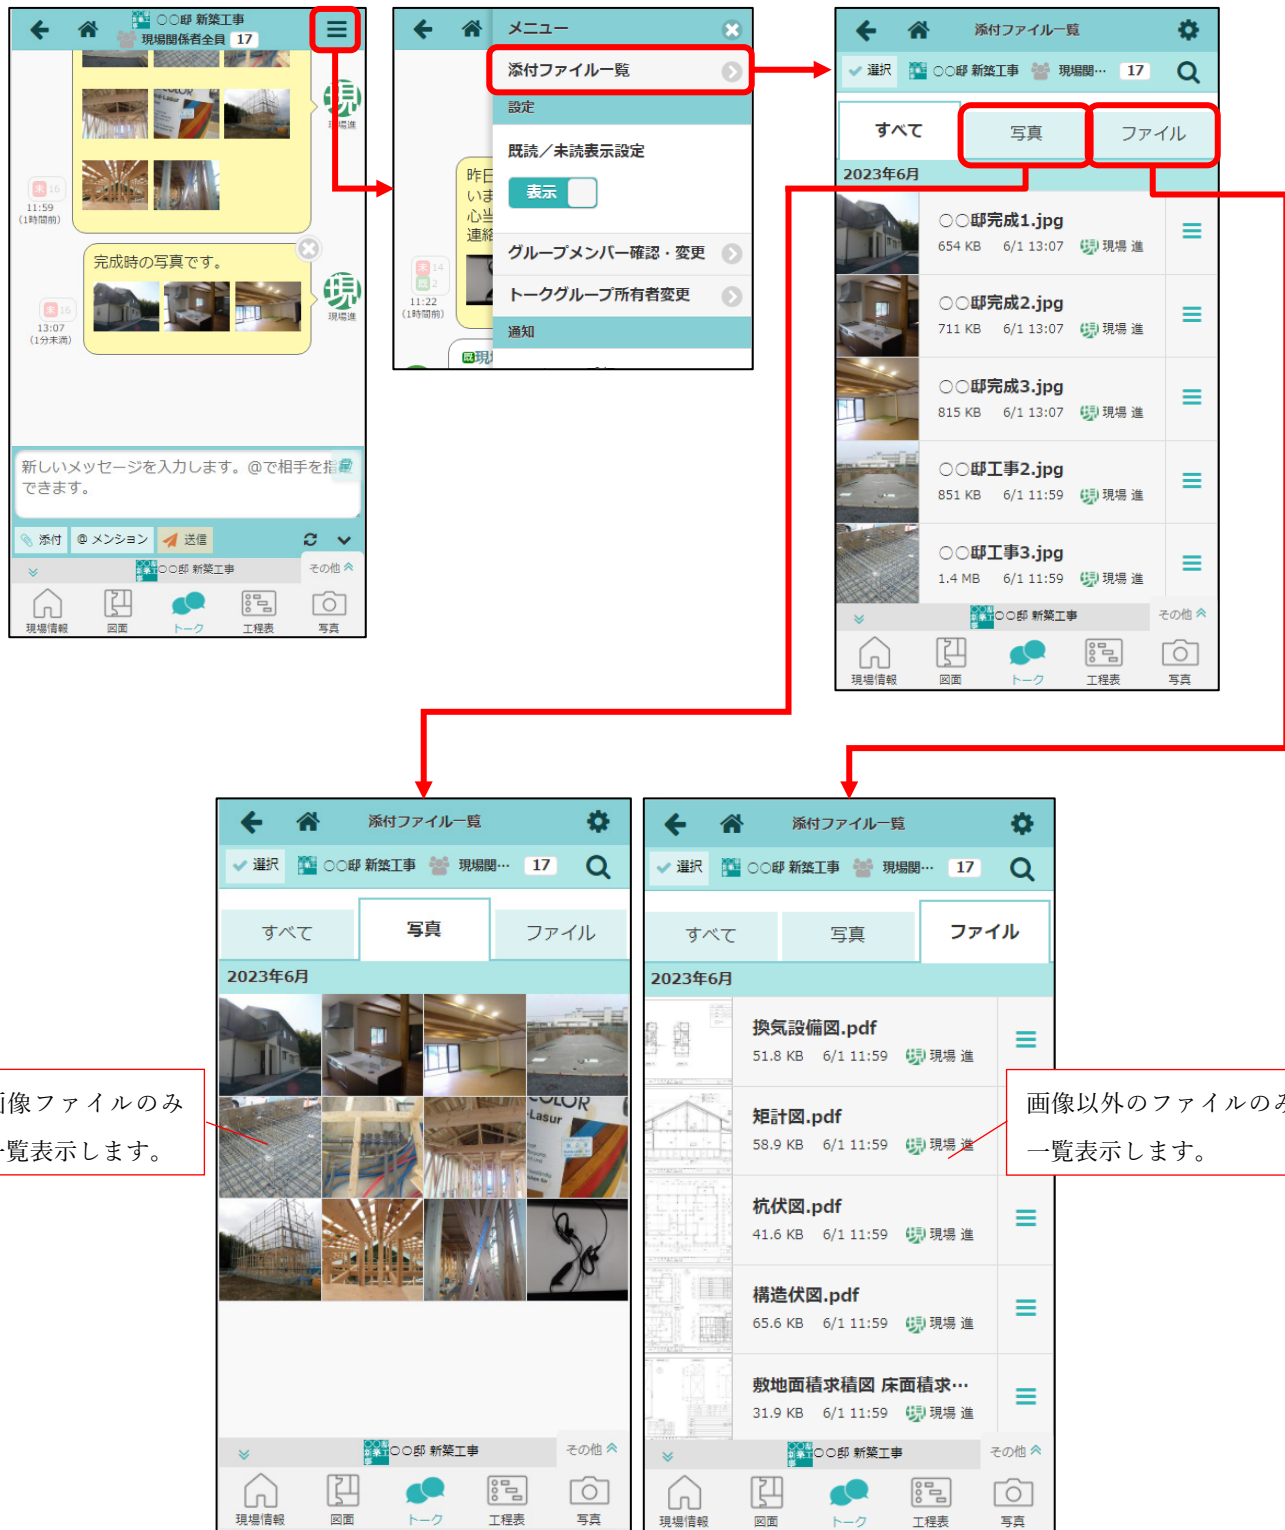 ○○邸 新築工事
現場関係者全員 17
現
現場進
未 16
11:59
(1時間前)
完成時の写真です。
未 16
13:07
(1分未満)
現
現場進
新しいメッセージを入力します。@で相手を指定
できます。
添付 @ メンション 送信
○○邸 新築工事 その他
現場情報 図面 トーク 工程表 写真
メニュー
添付ファイル一覧
設定
既読／未読表示設定
表示
グループメンバー確認・変更
トークグループ所有者変更
通知
昨日
いま
心当
連絡
未 14
既 2
11:22
(1時間前)
既現場
添付ファイル一覧
選択 ○○邸 新築工事 現場関… 17
すべて 写真 ファイル
2023年6月
○○邸完成1.jpg
654 KB 6/1 13:07 現場 進
○○邸完成2.jpg
711 KB 6/1 13:07 現場 進
○○邸完成3.jpg
815 KB 6/1 13:07 現場 進
○○邸工事2.jpg
851 KB 6/1 11:59 現場 進
○○邸工事3.jpg
1.4 MB 6/1 11:59 現場 進
○○邸 新築工事 その他
現場情報 図面 トーク 工程表 写真
添付ファイル一覧
選択 ○○邸 新築工事 現場関… 17
すべて 写真 ファイル
2023年6月
○○邸 新築工事 その他
現場情報 図面 トーク 工程表 写真
画像ファイルのみ
一覧表示します。
添付ファイル一覧
選択 ○○邸 新築工事 現場関… 17
すべて 写真 ファイル
2023年6月
換気設備図.pdf
51.8 KB 6/1 11:59 現場 進
矩計図.pdf
58.9 KB 6/1 11:59 現場 進
杭伏図.pdf
41.6 KB 6/1 11:59 現場 進
構造伏図.pdf
65.6 KB 6/1 11:59 現場 進
敷地面積求積図 床面積求…
31.9 KB 6/1 11:59 現場 進
○○邸 新築工事 その他
現場情報 図面 トーク 工程表 写真
画像以外のファイルのみ
一覧表示します。